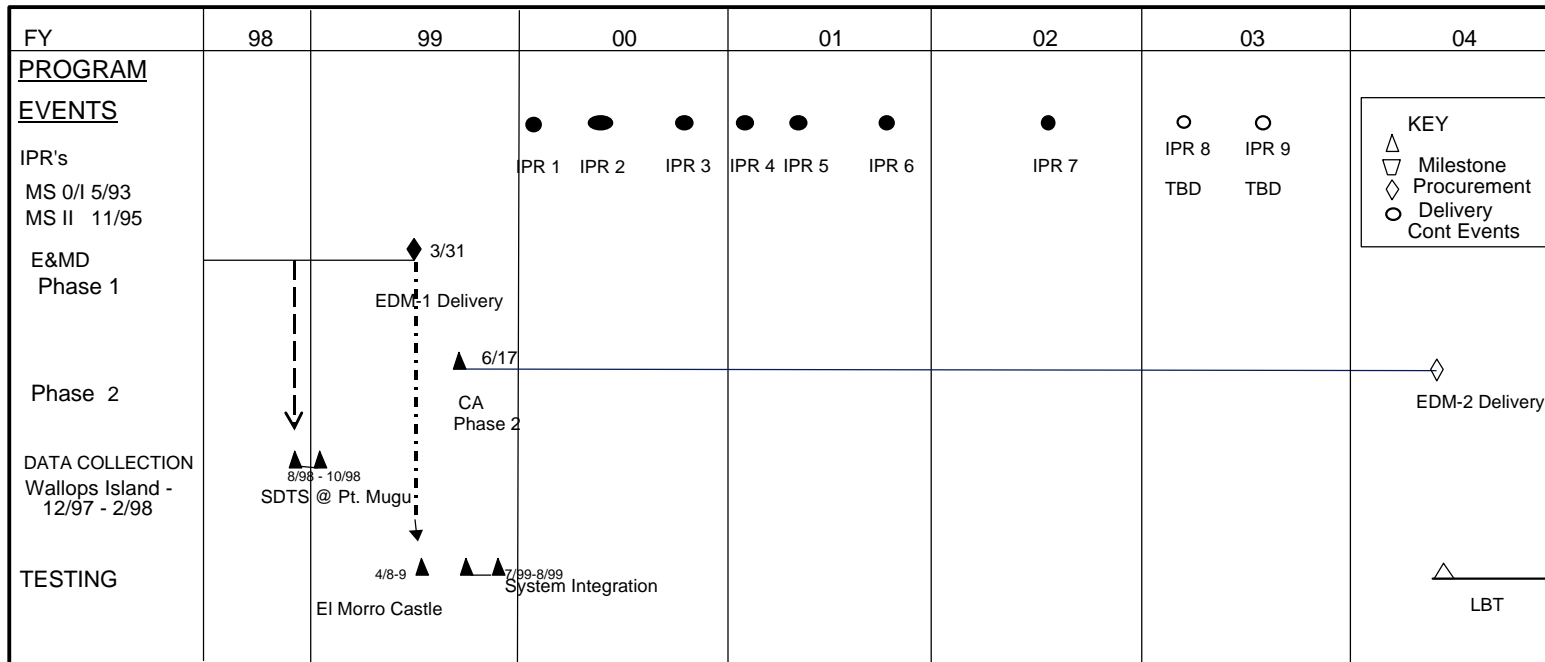 FY 98 99 00 01 02 03 04
PROGRAM
EVENTS
IPR's
IPR 1 IPR 2 IPR 3 IPR 4 IPR 5 IPR 6 IPR 7 IPR 8 IPR 9
TBD TBD
KEY
Milestone
Procurement
Delivery
Cont Events
MS 0/I 5/93
MS II 11/95
E&MD
Phase 1
3/31
EDM-1 Delivery
6/17
Phase 2
CA
Phase 2
EDM-2 Delivery
DATA COLLECTION
Wallops Island -
12/97 - 2/98
8/98 - 10/98
SDTS @ Pt. Mugu
TESTING
4/8-9
El Morro Castle
7/99-8/99
System Integration
LBT